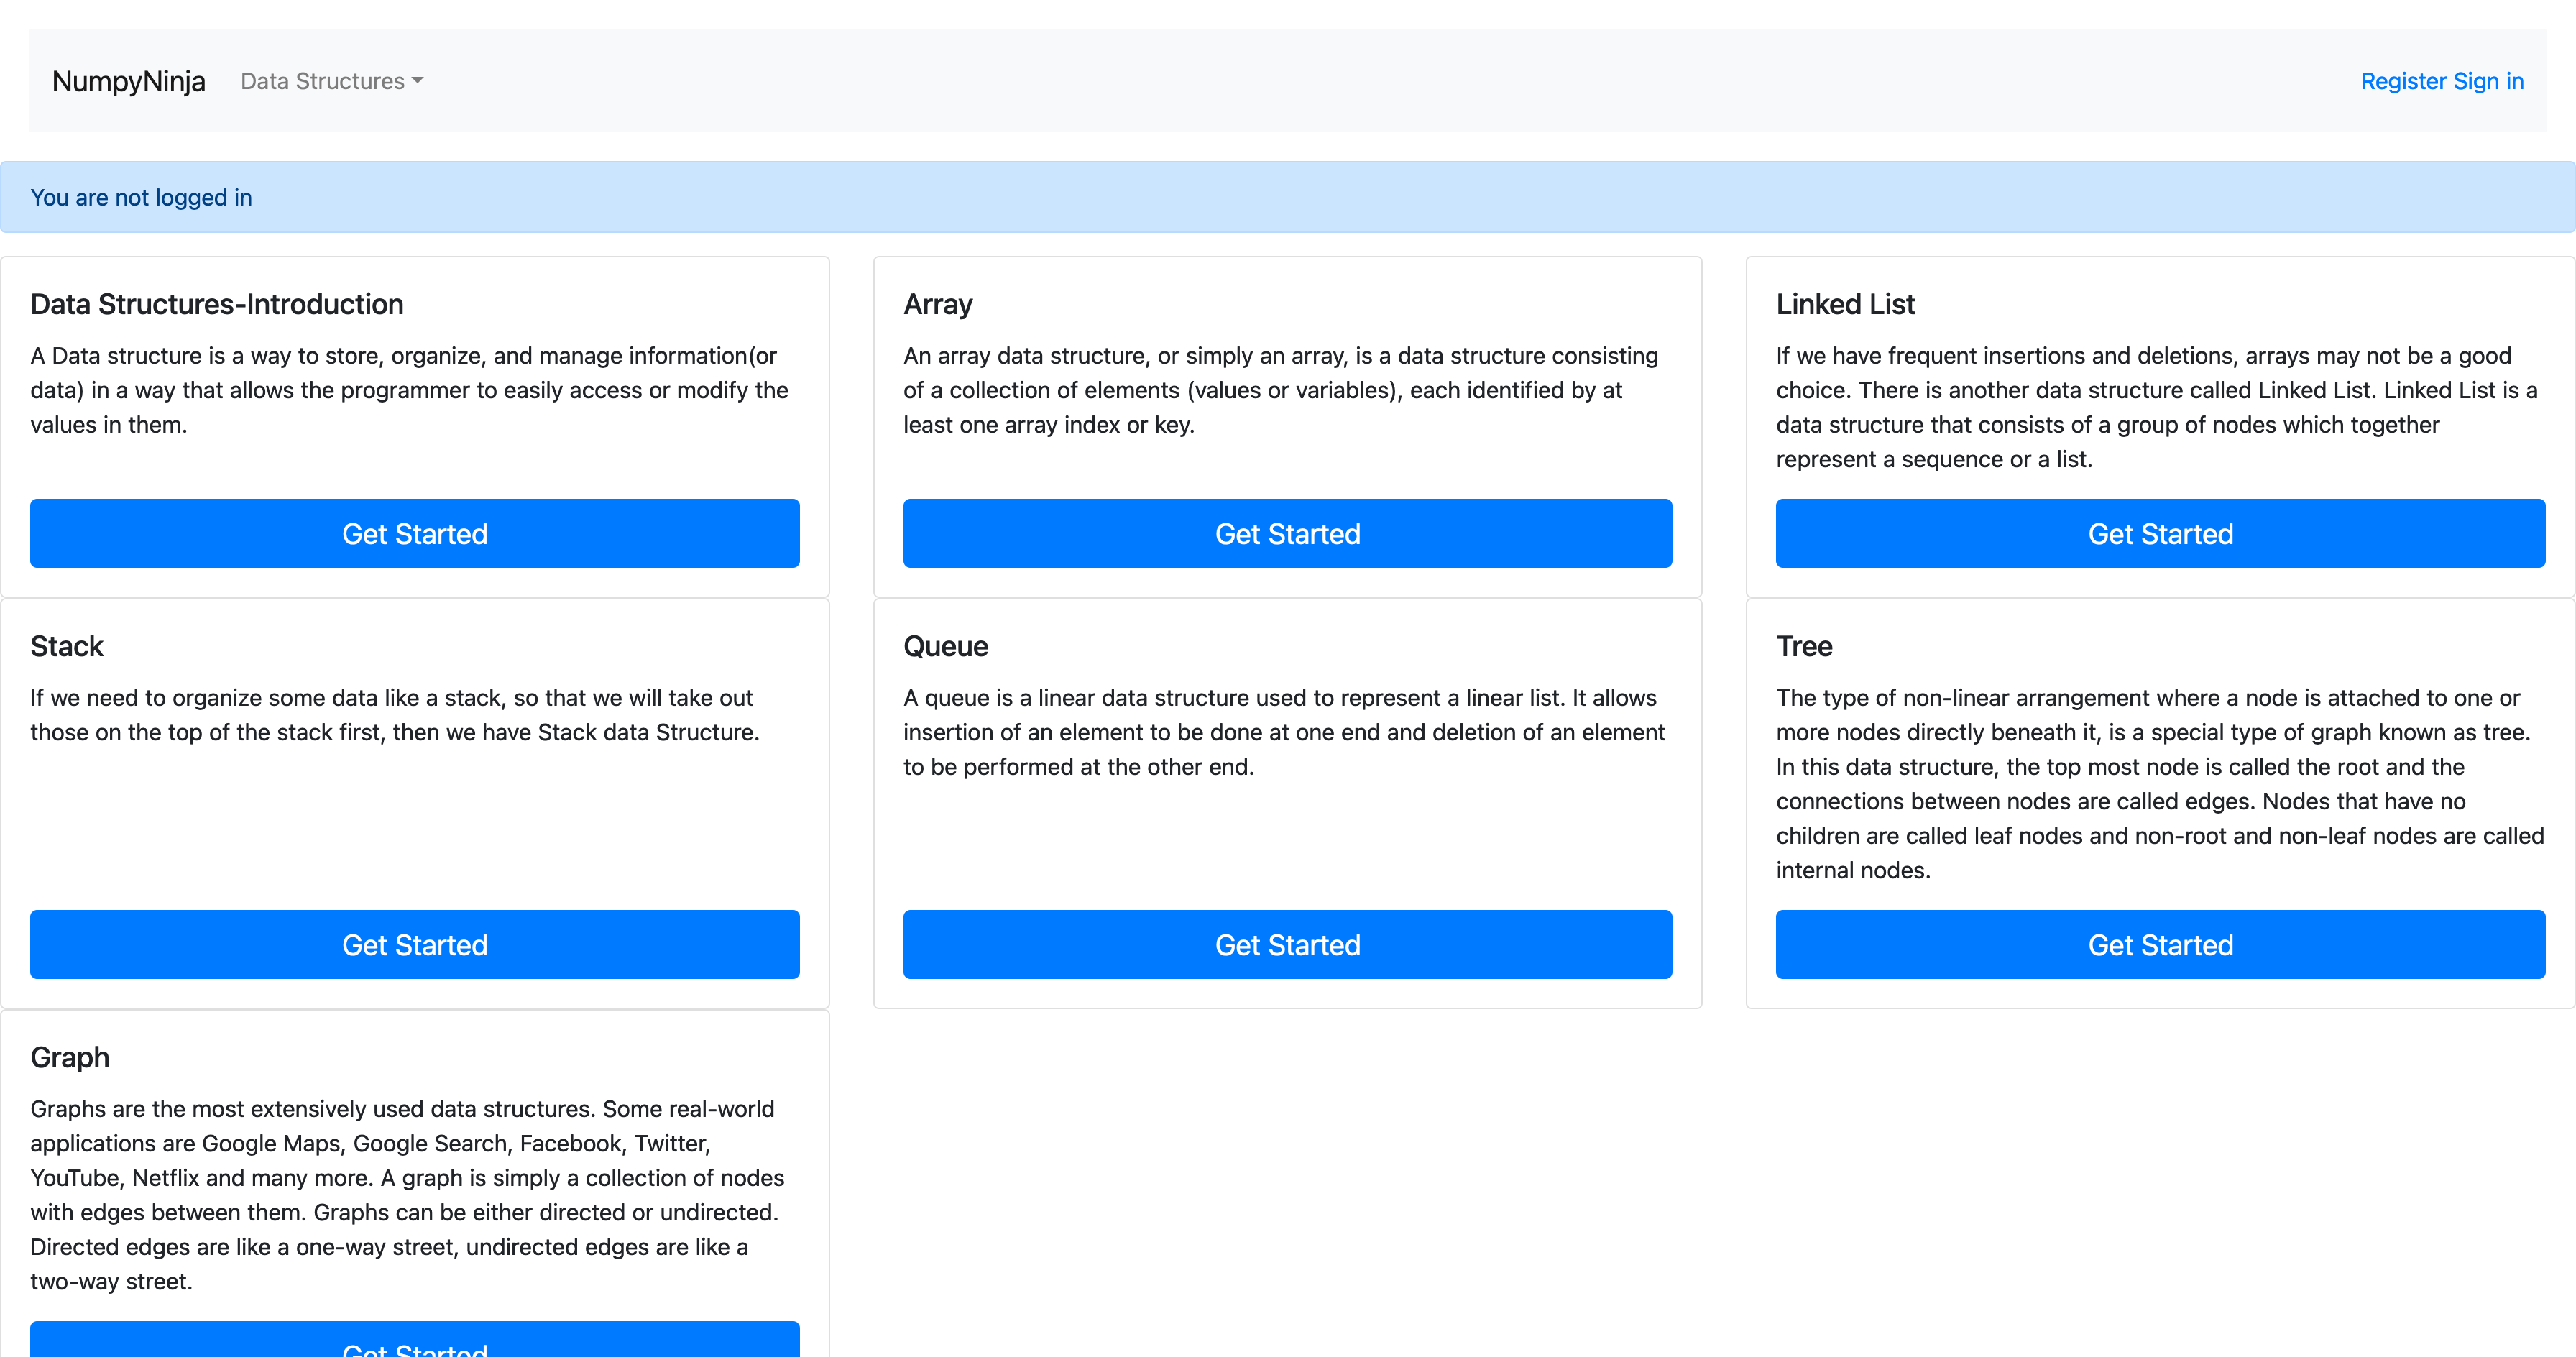 NumpyNinja Data Structures Register Sign in
You are not logged in
Data Structures-Introduction
A Data structure is a way to store, organize, and manage information(or
data) in a way that allows the programmer to easily access or modify the
values in them.
Get Started
Array
An array data structure, or simply an array, is a data structure consisting
of a collection of elements (values or variables), each identified by at
least one array index or key.
Get Started
Linked List
If we have frequent insertions and deletions, arrays may not be a good
choice. There is another data structure called Linked List. Linked List is a
data structure that consists of a group of nodes which together
represent a sequence or a list.
Get Started
Stack
If we need to organize some data like a stack, so that we will take out
those on the top of the stack first, then we have Stack data Structure.
Get Started
Queue
A queue is a linear data structure used to represent a linear list. It allows
insertion of an element to be done at one end and deletion of an element
to be performed at the other end.
Get Started
Tree
The type of non-linear arrangement where a node is attached to one or
more nodes directly beneath it, is a special type of graph known as tree.
In this data structure, the top most node is called the root and the
connections between nodes are called edges. Nodes that have no
children are called leaf nodes and non-root and non-leaf nodes are called
internal nodes.
Get Started
Graph
Graphs are the most extensively used data structures. Some real-world
applications are Google Maps, Google Search, Facebook, Twitter,
YouTube, Netflix and many more. A graph is simply a collection of nodes
with edges between them. Graphs can be either directed or undirected.
Directed edges are like a one-way street, undirected edges are like a
two-way street.
Get Started